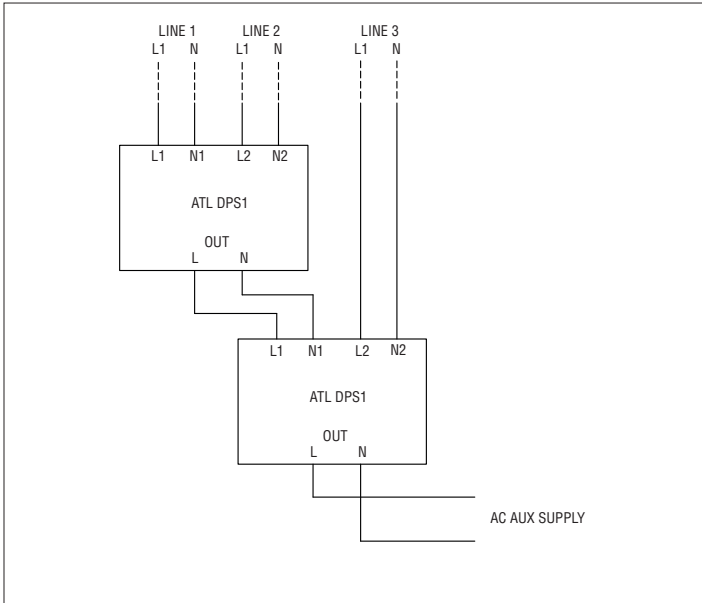 LINE 1 LINE 2 LINE 3
L1 N L1 N L1 N
L1 N1 L2 N2
ATL DPS1
OUT
L N
L1 N1 L2 N2
ATL DPS1
OUT
L N
AC AUX SUPPLY